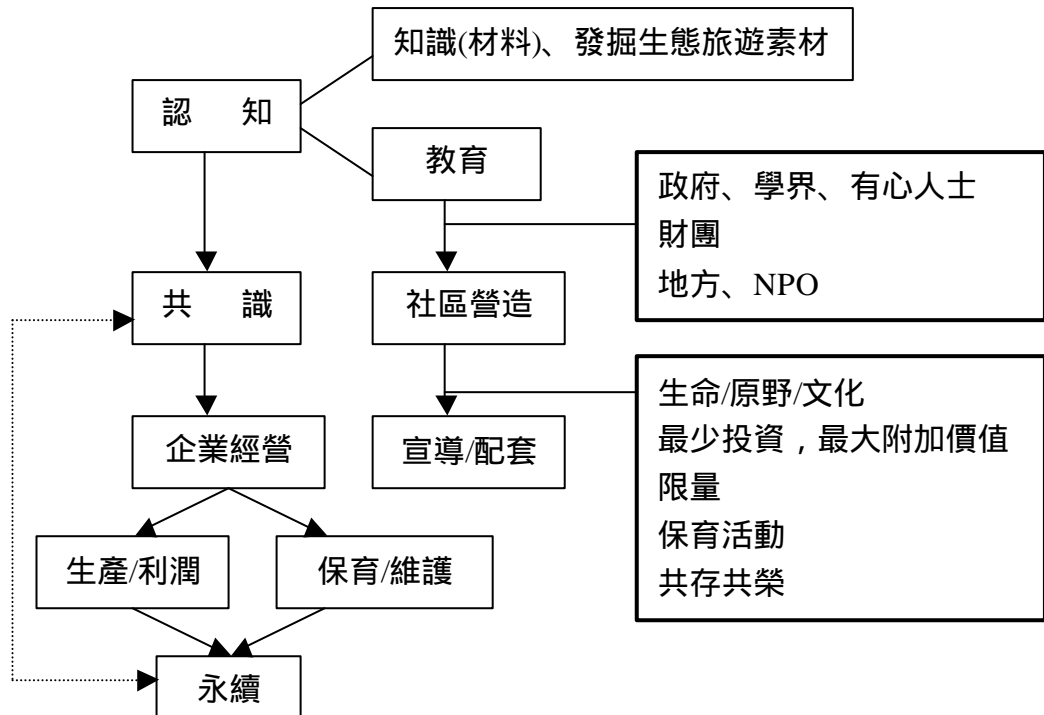 知識(材料)、發掘生態旅遊素材
認 知
教育
政府、學界、有心人士
財團
地方、NPO
共 識
社區營造
生命/原野/文化
最少投資，最大附加價值
限量
保育活動
共存共榮
企業經營
宣導/配套
生產/利潤
保育/維護
永續